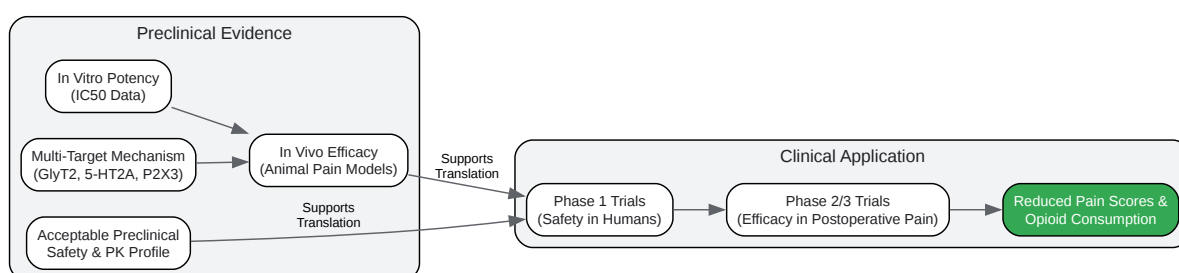 Preclinical Evidence
In Vitro Potency
(IC50 Data)
Multi-Target Mechanism
(GlyT2, 5-HT2A, P2X3)
In Vivo Efficacy
(Animal Pain Models)
Acceptable Preclinical
Safety & PK Profile
Supports
Translation
Supports
Translation
Clinical Application
Phase 1 Trials
(Safety in Humans)
Phase 2/3 Trials
(Efficacy in Postoperative Pain)
Reduced Pain Scores &
Opioid Consumption